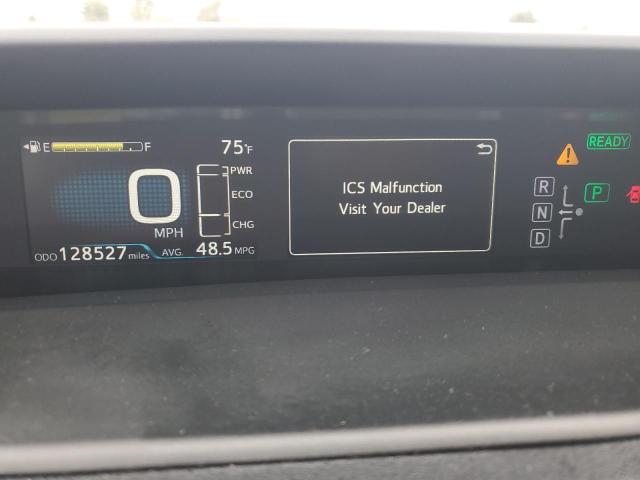 E F
75°F
READY
PWR
ECO
CHG
0
MPH
ODO 128527 miles
AVG. 48.5 MPG
ICS Malfunction
Visit Your Dealer
R
N
D
P